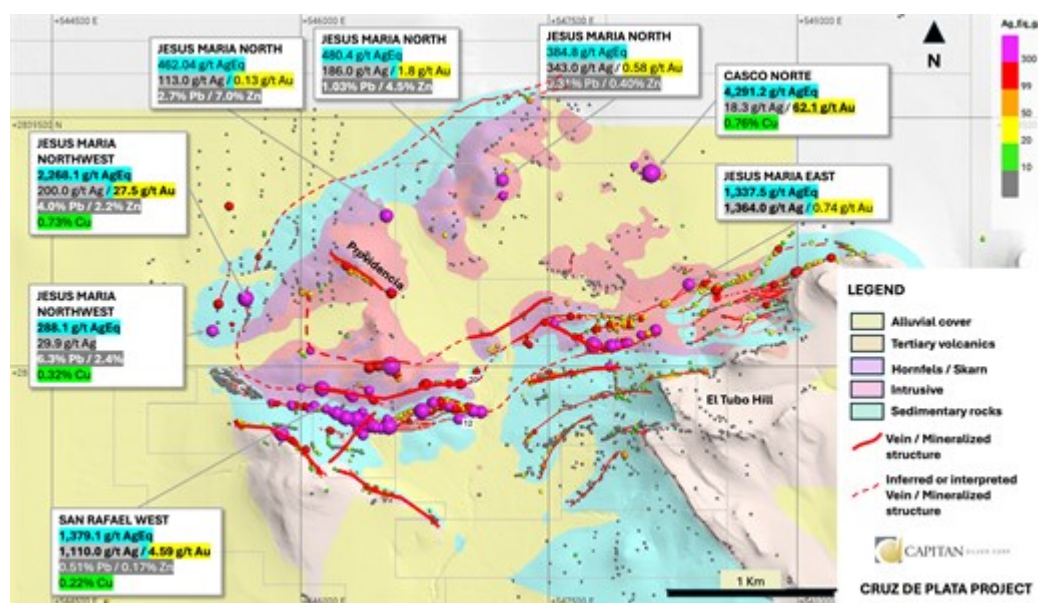 +544500 E
+546000 E
+547500 E
+549000 E
JESUS MARIA NORTH
462.04 g/t AgEq
113.0 g/t Ag / 0.13 g/t Au
2.7% Pb / 7.0% Zn
JESUS MARIA NORTH
480.4 g/t AgEq
186.0 g/t Ag / 1.8 g/t Au
1.03% Pb / 4.5% Zn
JESUS MARIA NORTH
384.8 g/t AgEq
343.0 g/t Ag / 0.58 g/t Au
Pb / 0.40% Zn
CASCO NORTE
4,291.2 g/t AgEq
18.3 g/t Ag / 62.1 g/t Au
0.76% Cu
N
300
99
50
20
10
+2839500 N
JESUS MARIA
NORTHWEST
2,268.1 g/t AgEq
200.0 g/t Ag / 27.5 g/t Au
4.0% Pb / 2.2% Zn
0.73% Cu
JESUS MARIA EAST
1,337.5 g/t AgEq
1,364.0 g/t Ag / 0.74 g/t Au
Providencia
JESUS MARIA
NORTHWEST
288.1 g/t AgEq
29.9 g/t Ag
6.3% Pb / 2.4%
0.32% Cu
LEGEND
Alluvial cover
Tertiary volcanics
Hornfels / Skarn
Intrusive
Sedimentary rocks
Vein / Mineralized
structure
Inferred or interpreted
Vein / Mineralized
structure
El Tubo Hill
12
SAN RAFAEL WEST
1,379.1 g/t AgEq
1,110.0 g/t Ag / 4.59 g/t Au
0.51% Pb / 0.17% Zn
0.22% Cu
CAPITAN SILVER CORP
1 Km
CRUZ DE PLATA PROJECT
+544500 E
+546000 E
+547500 E